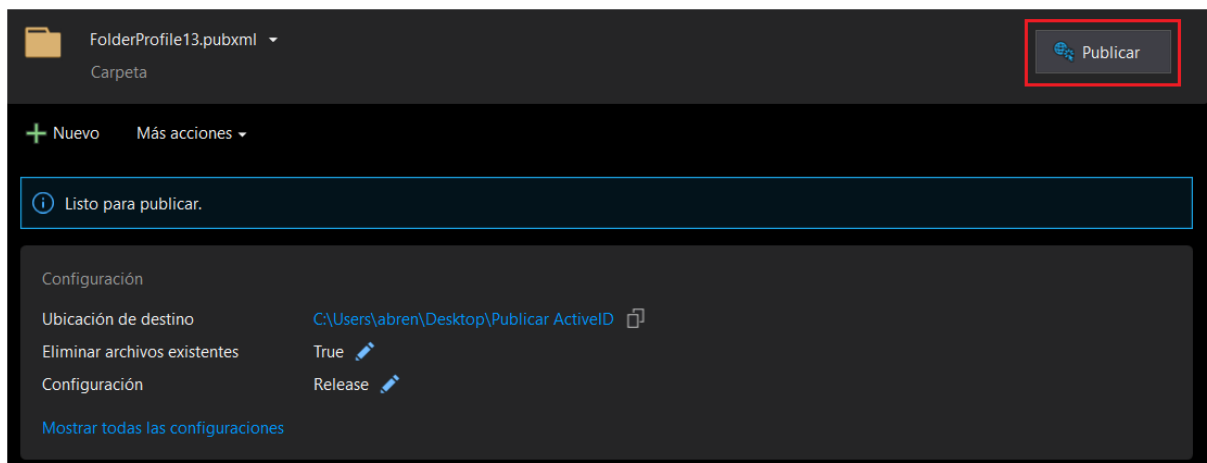 FolderProfile13.pubxml
Carpeta
Publicar
Nuevo Más acciones
Listo para publicar.
Configuración
Ubicación de destino C:\Users\abren\Desktop\Publicar ActiveID
Eliminar archivos existentes True
Configuración Release
Mostrar todas las configuraciones